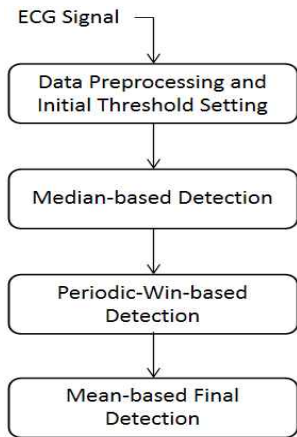 ECG Signal
Data Preprocessing and
Initial Threshold Setting
Median-based Detection
Periodic-Win-based
Detection
Mean-based Final
Detection